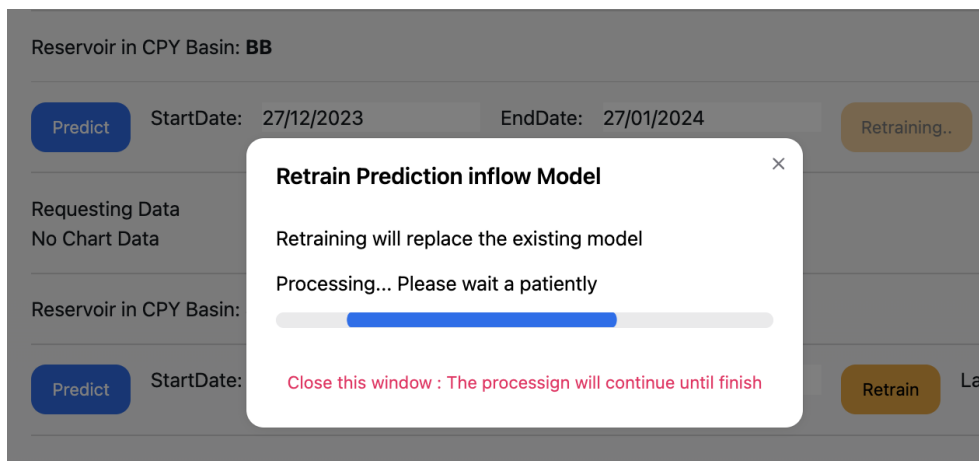 Reservoir in CPY Basin: BB
Predict StartDate: 27/12/2023 EndDate: 27/01/2024 Retraining..
Retrain Prediction inflow Model
Requesting Data
No Chart Data
Retraining will replace the existing model
Processing... Please wait a patiently
Reservoir in CPY Basin:
Predict StartDate: Retrain La
Close this window : The processign will continue until finish